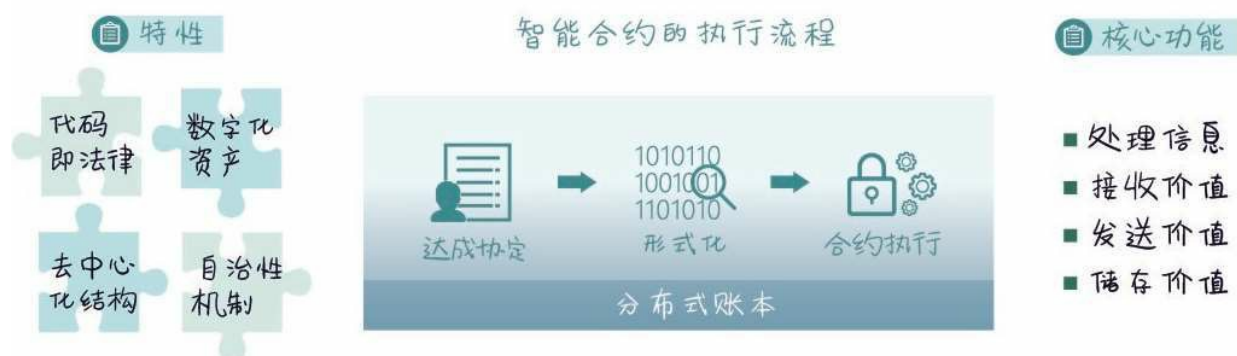 特性
智能合约的执行流程
核心功能
代码
即法律
数字化
资产
去中心
化结构
自治性
机制
1010110
1001001
1101010
达成协定
形式化
合约执行
分布式账本
处理信息
接收价值
发送价值
储存价值